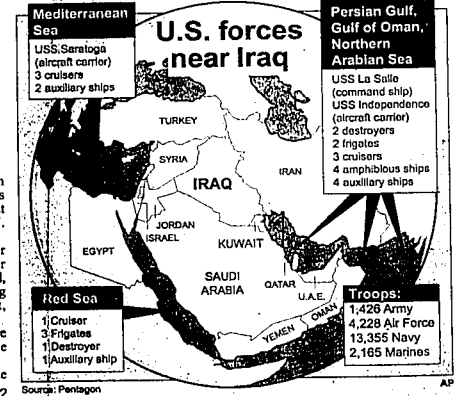 U.S. forces
near Iraq
Mediterranean
Sea
USS Saratoga
(aircraft carrier)
3 cruisers
2 auxiliary ships
Persian Gulf,
Gulf of Oman,
Northern
Arabian Sea
USS La Salle
(command ship)
USS Independence
(aircraft carrier)
2 destroyers
2 frigates
3 cruisers
4 amphibious ships
4 auxiliary ships
TURKEY
SYRIA
IRAQ
IRAN
JORDAN
ISRAEL
KUWAIT
EGYPT
SAUDI
ARABIA
QATAR
U.A.E.
OMAN
YEMEN
Red Sea
1 Cruiser
3 Frigates
1 Destroyer
1 Auxiliary ship
Troops:
1,426 Army
4,228 Air Force
13,355 Navy
2,165 Marines
Source: Pentagon
AP